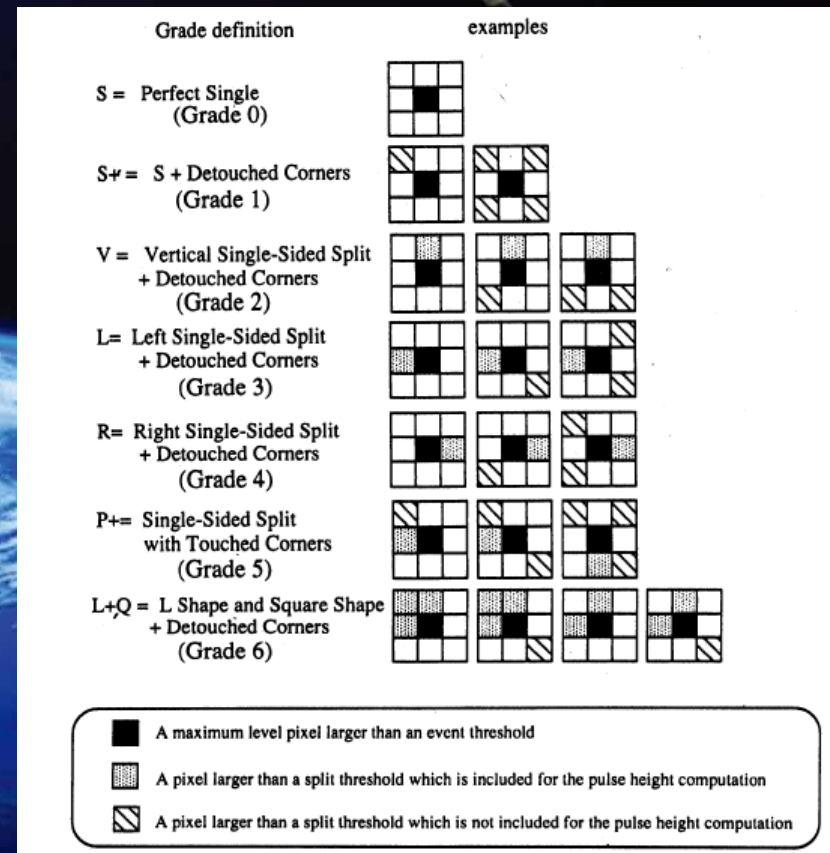 Grade definition examples
S = Perfect Single
(Grade 0)
S+ = S + Detouched Corners
(Grade 1)
V = Vertical Single-Sided Split
+ Detouched Corners
(Grade 2)
L= Left Single-Sided Split
+ Detouched Corners
(Grade 3)
R= Right Single-Sided Split
+ Detouched Corners
(Grade 4)
P+= Single-Sided Split
with Touched Corners
(Grade 5)
L+Q = L Shape and Square Shape
+ Detouched Corners
(Grade 6)
A maximum level pixel larger than an event threshold
A pixel larger than a split threshold which is included for the pulse height computation
A pixel larger than a split threshold which is not included for the pulse height computation